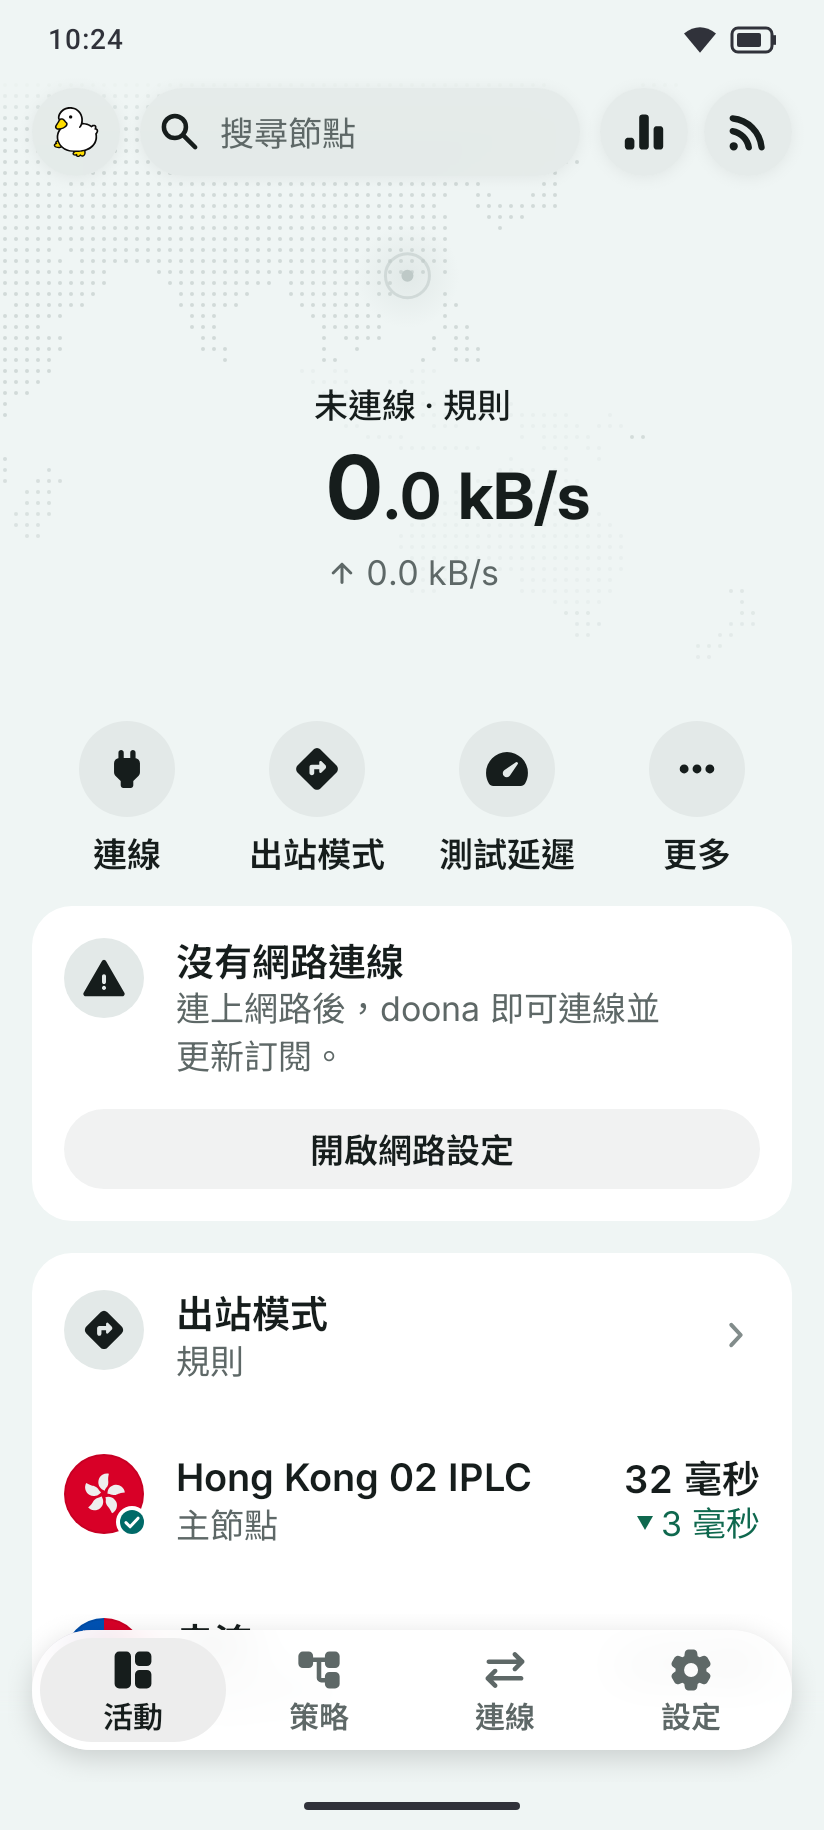 10:24
搜尋節點
未連線 · 規則
0.0 kB/s
↑ 0.0 kB/s
連線
出站模式
測試延遲
更多
沒有網路連線
連上網路後，doona 即可連線並
更新訂閱。
開啟網路設定
出站模式
規則
Hong Kong 02 IPLC
32 毫秒
主節點
▼3 毫秒
活動
策略
連線
設定